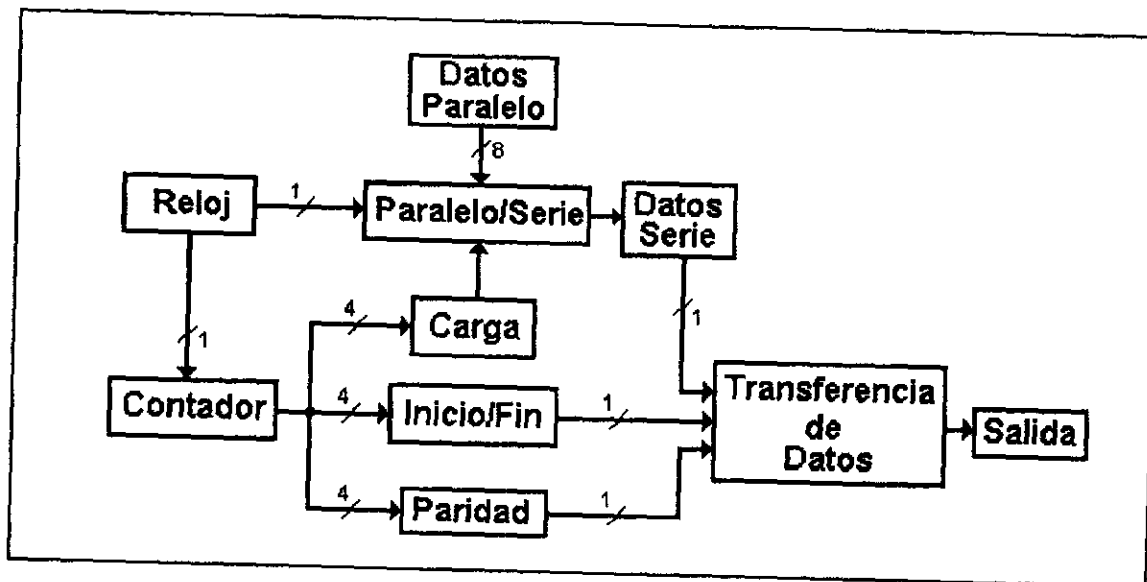 Datos
Paralelo
8
Reloj
1
Paralelo/Serie
Datos
Serie
1
4
Carga
1
Contador
4
Inicio/Fin
1
Transferencia
de
Datos
Salida
4
Paridad
1